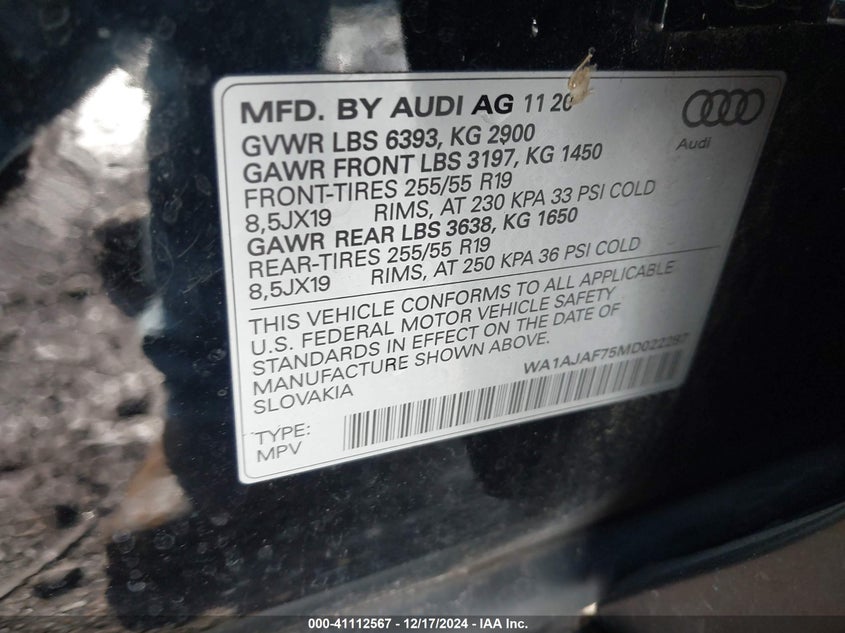 MFD. BY AUDI AG 11 20
GVWR LBS 6393, KG 2900
GAWR FRONT LBS 3197, KG 1450
FRONT-TIRES 255/55 R19
8,5JX19 RIMS, AT 230 KPA 33 PSI COLD
GAWR REAR LBS 3638, KG 1650
REAR-TIRES 255/55 R19
8,5JX19 RIMS, AT 250 KPA 36 PSI COLD
Audi
THIS VEHICLE CONFORMS TO ALL APPLICABLE
U.S. FEDERAL MOTOR VEHICLE SAFETY
STANDARDS IN EFFECT ON THE DATE OF
MANUFACTURE SHOWN ABOVE.
SLOVAKIA
WA1AJAF75MD022287
TYPE:
MPV
000-41112567 - 12/17/2024 - IAA Inc.